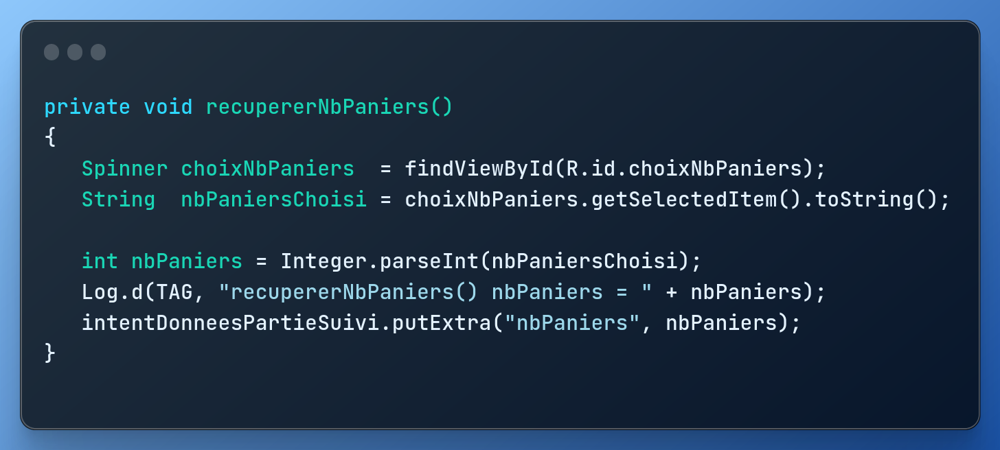 private void recupererNbPaniers()
{
   Spinner choixNbPaniers  = findViewById(R.id.choixNbPaniers);
   String  nbPaniersChoisi = choixNbPaniers.getSelectedItem().toString();

   int nbPaniers = Integer.parseInt(nbPaniersChoisi);
   Log.d(TAG, "recupererNbPaniers() nbPaniers = " + nbPaniers);
   intentDonneesPartieSuivi.putExtra("nbPaniers", nbPaniers);
}